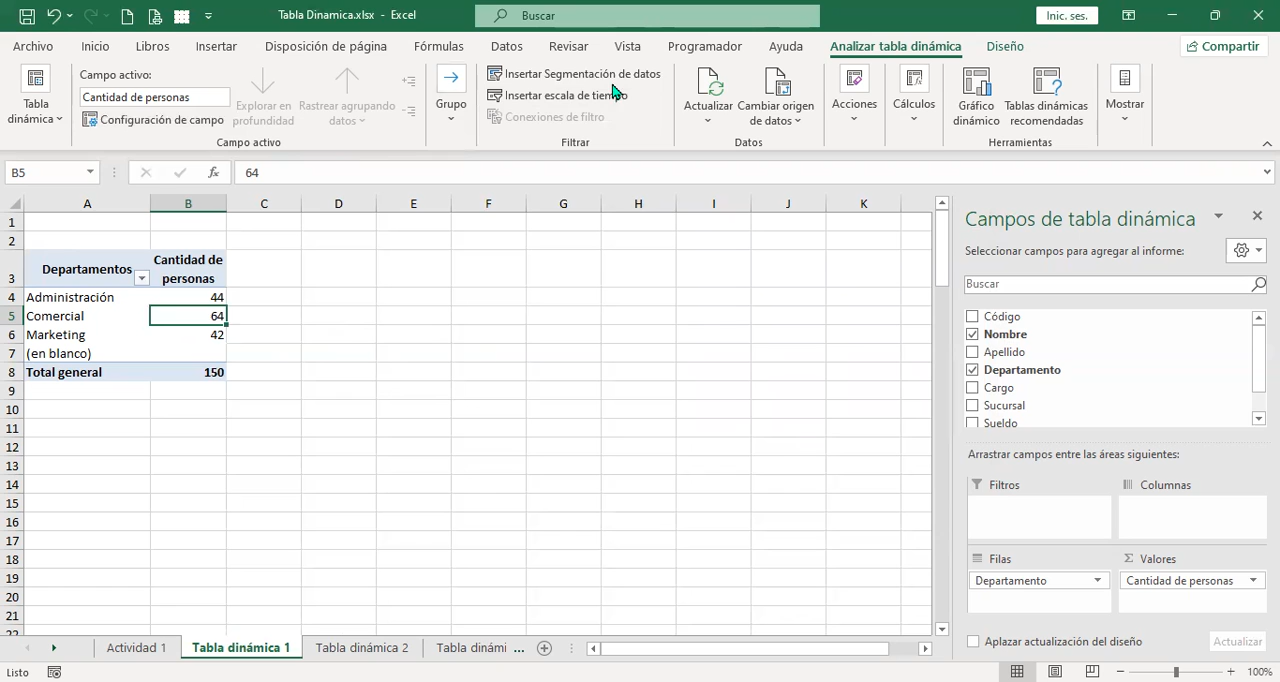 Tabla Dinamica.xlsx - Excel
Buscar
Inic. ses.
Archivo Inicio Libros Insertar Disposición de página Fórmulas Datos Revisar Vista Programador Ayuda Analizar tabla dinámica Diseño Compartir
Tabla dinámica
Campo activo:
Cantidad de personas
Configuración de campo
Explorar en profundidad
Rastrear agrupando datos
Campo activo
Grupo
Insertar Segmentación de datos
Insertar escala de tiempo
Conexiones de filtro
Filtrar
Actualizar
Cambiar origen de datos
Datos
Acciones
Cálculos
Gráfico dinámico
Tablas dinámicas recomendadas
Herramientas
Mostrar
B5 fx 64
A B C D E F G H I J K
1
2
3 Departamentos Cantidad de personas
4 Administración 44
5 Comercial 64
6 Marketing 42
7 (en blanco)
8 Total general 150
9
10
11
12
13
14
15
16
17
18
19
20
21
22
Campos de tabla dinámica
Seleccionar campos para agregar al informe:
Buscar
Código
Nombre
Apellido
Departamento
Cargo
Sucursal
Sueldo
Arrastrar campos entre las áreas siguientes:
Filtros Columnas
Filas Σ Valores
Departamento Cantidad de personas
Aplazar actualización del diseño Actualizar
Actividad 1 Tabla dinámica 1 Tabla dinámica 2 Tabla dinámi ...
Listo
100%